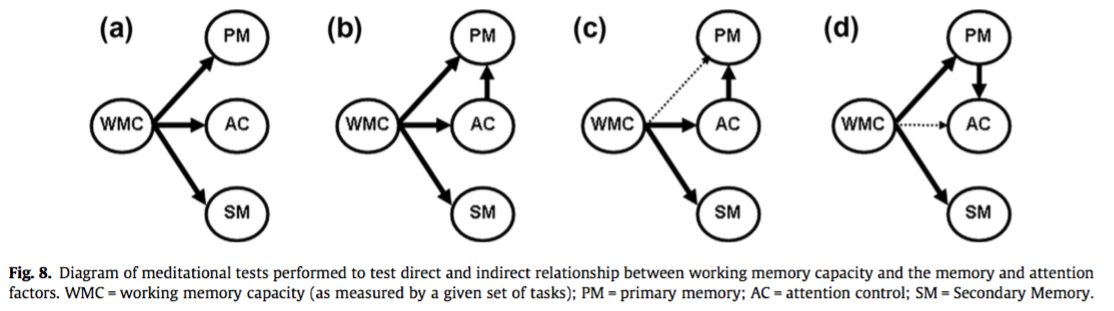 (a)
PM
WMC
AC
SM
(b)
PM
WMC
AC
SM
(c)
PM
WMC
AC
SM
(d)
PM
WMC
AC
SM
Fig. 8. Diagram of meditational tests performed to test direct and indirect relationship between working memory capacity and the memory and attention
factors. WMC = working memory capacity (as measured by a given set of tasks); PM = primary memory; AC = attention control; SM = Secondary Memory.